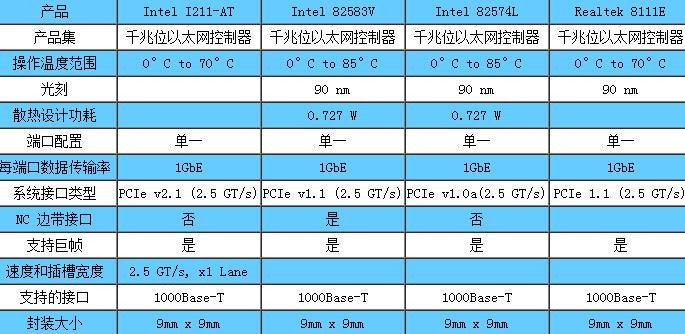 产品 Intel I211-AT Intel 82583V Intel 82574L Realtek 8111E
产品集 千兆位以太网控制器 千兆位以太网控制器 千兆位以太网控制器 千兆位以太网控制器
操作温度范围 0°C to 70°C 0°C to 85°C 0°C to 85°C 0°C to 70°C
光刻 90 nm 90 nm 90 nm
散热设计功耗 0.727 W 0.727 W
端口配置 单一 单一 单一 单一
每端口数据传输率 1GbE 1GbE 1GbE 1GbE
系统接口类型 PCIe v2.1 (2.5 GT/s) PCIe v1.1 (2.5 GT/s) PCIe v1.0a(2.5 GT/s) PCIE 1.1 (2.5 GT/s)
NC 边带接口 否 是 否
支持巨帧 是 是 是 是
速度和插槽宽度 2.5 GT/s, x1 Lane
支持的接口 1000Base-T 1000Base-T 1000Base-T 1000Base-T
封装大小 9mm x 9mm 9mm x 9mm 9mm x 9mm 9mm x 9mm